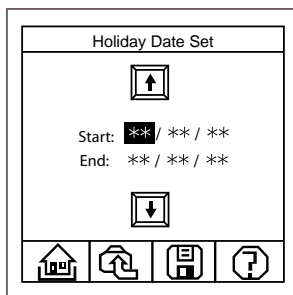 Holiday Date Set
Start: ** / ** / **
End: ** / ** / **